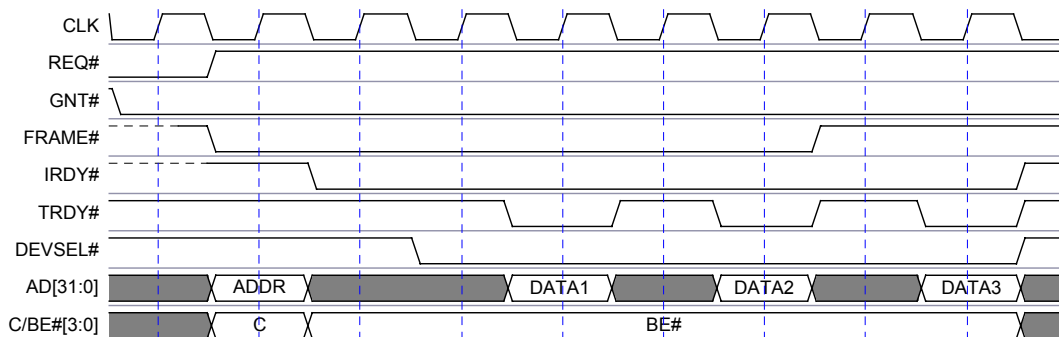 CLK
REQ#
GNT#
FRAME#
IRDY#
TRDY#
DEVSEL#
AD[31:0] ADDR DATA1 DATA2 DATA3
C/BE#[3:0] C BE#